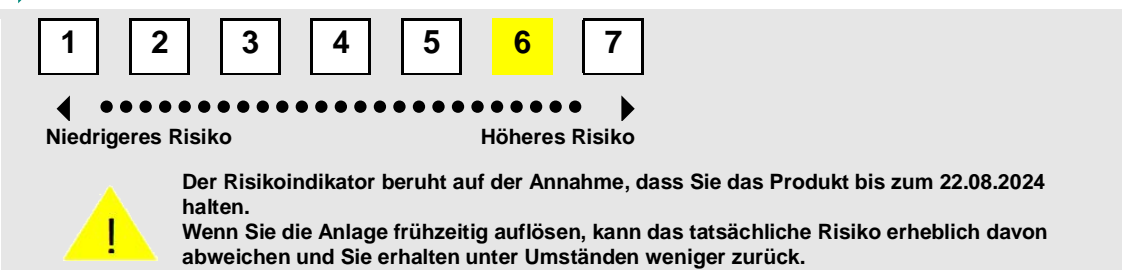 1 2 3 4 5 6 7
Niedrigeres Risiko Höheres Risiko
Der Risikoindikator beruht auf der Annahme, dass Sie das Produkt bis zum 22.08.2024
halten.
Wenn Sie die Anlage frühzeitig auflösen, kann das tatsächliche Risiko erheblich davon
abweichen und Sie erhalten unter Umständen weniger zurück.
!